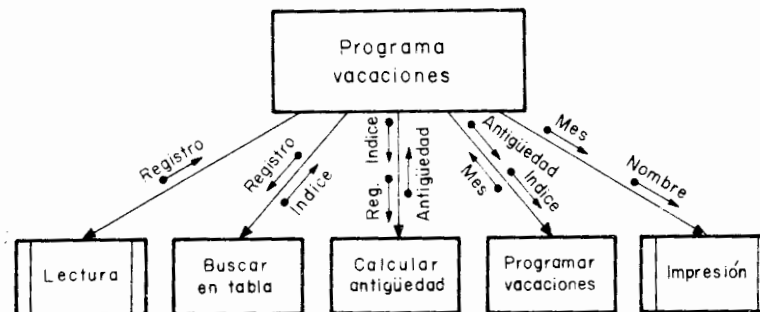 Programa
vacaciones
Registro
Registro
Indice
Indice
Reg.
Antigüedad
Antigüedad
Indice
Mes
Mes
Nombre
Lectura
Buscar
en tabla
Calcular
antigüedad
Programar
vacaciones
Impresión